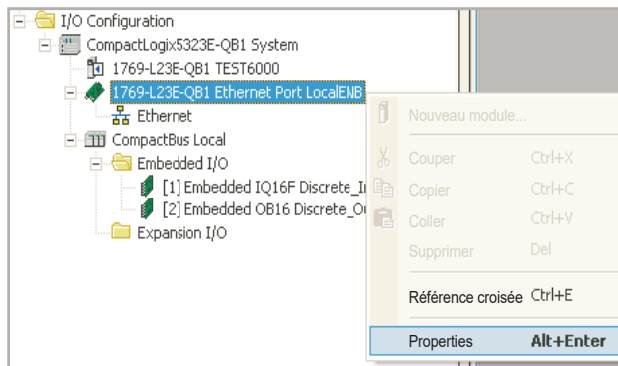 I/O Configuration
CompactLogix5323E-QB1 System
1769-L23E-QB1 TEST6000
1769-L23E-QB1 Ethernet Port LocalENB
Ethernet
CompactBus Local
Embedded I/O
[1] Embedded IQ16F Discrete_I
[2] Embedded OB16 Discrete_O
Expansion I/O
Nouveau module...
Couper Ctrl+X
Copier Ctrl+C
Coller Ctrl+V
Supprimer Del
Référence croisée Ctrl+E
Properties Alt+Enter